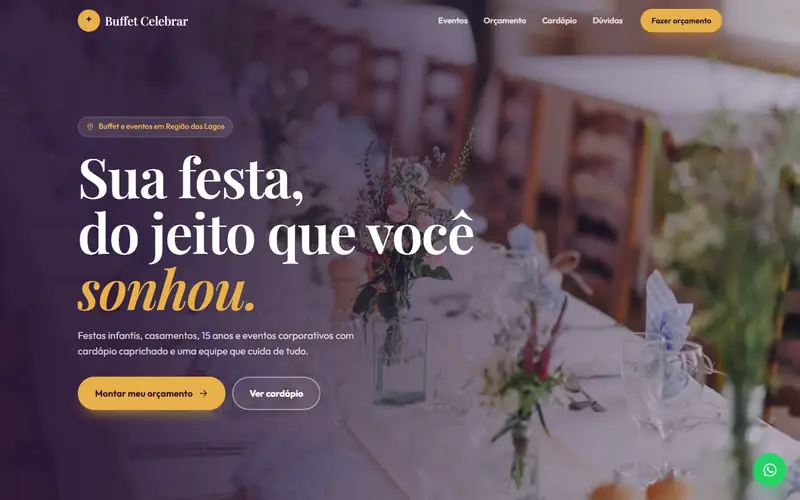 Buffet Celebrar
Eventos
Orçamento
Cardápio
Dúvidas
Fazer orçamento
Buffet e eventos em Região dos Lagos
Sua festa,
do jeito que você
sonhou.
Festas infantis, casamentos, 15 anos e eventos corporativos com
cardápio caprichado e uma equipe que cuida de tudo.
Montar meu orçamento →
Ver cardápio